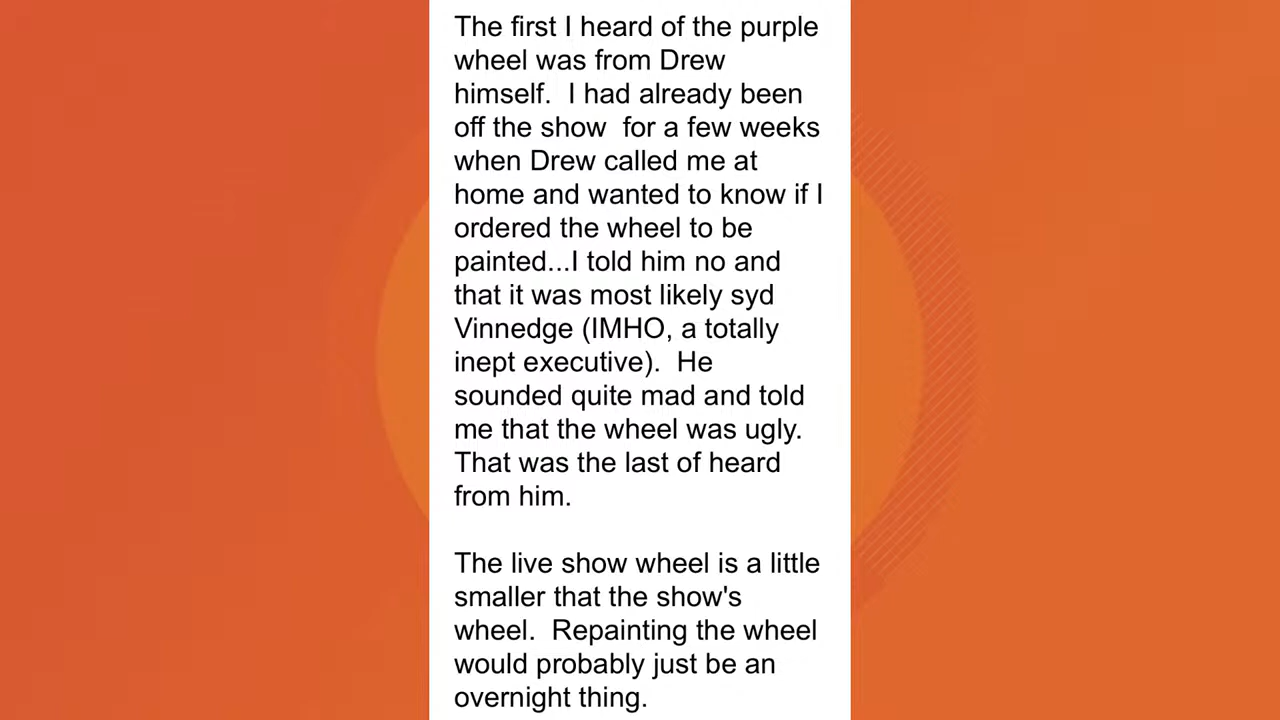 The first I heard of the purple
wheel was from Drew
himself.  I had already been
off the show  for a few weeks
when Drew called me at
home and wanted to know if I
ordered the wheel to be
painted...I told him no and
that it was most likely syd
Vinnedge (IMHO, a totally
inept executive).  He
sounded quite mad and told
me that the wheel was ugly.
That was the last of heard
from him.

The live show wheel is a little
smaller that the show's
wheel.  Repainting the wheel
would probably just be an
overnight thing.